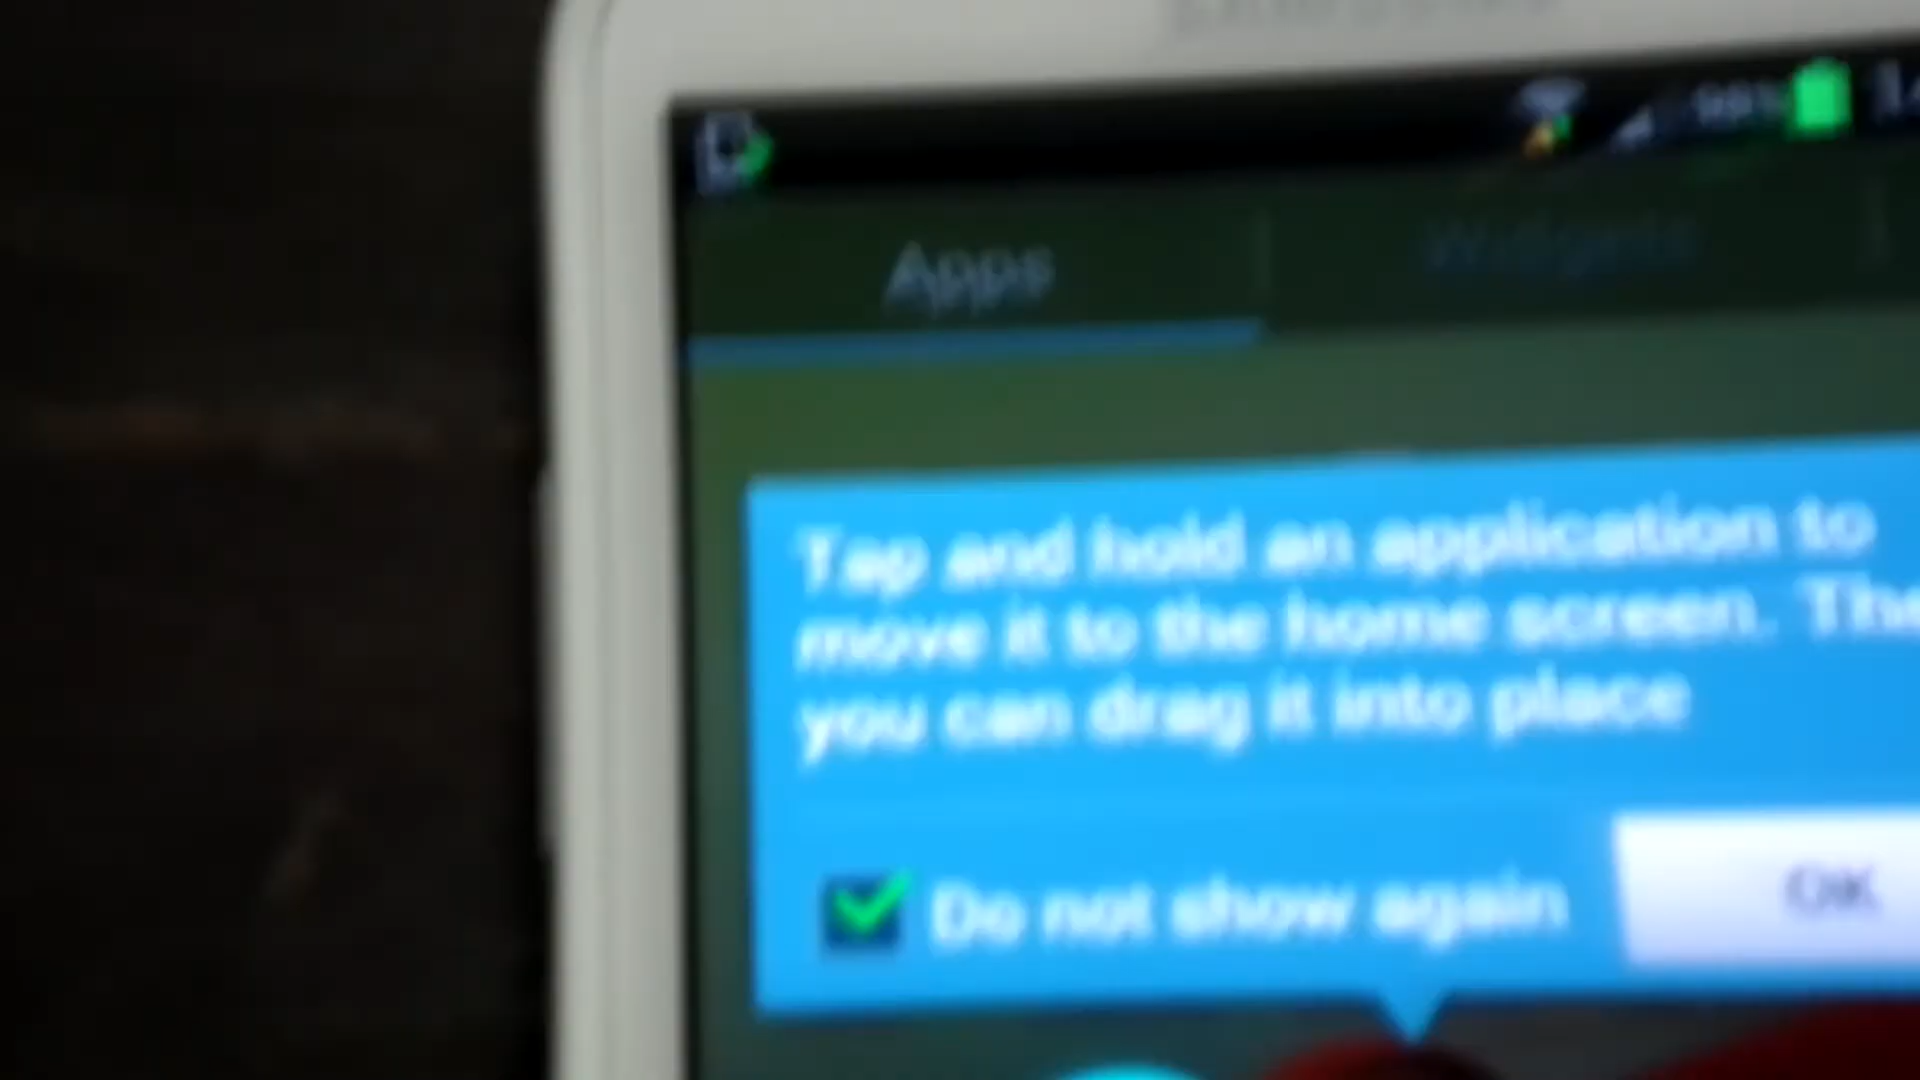 Apps Widgets
Tap and hold an application to
move it to the home screen. The
you can drag it into place
Do not show again OK